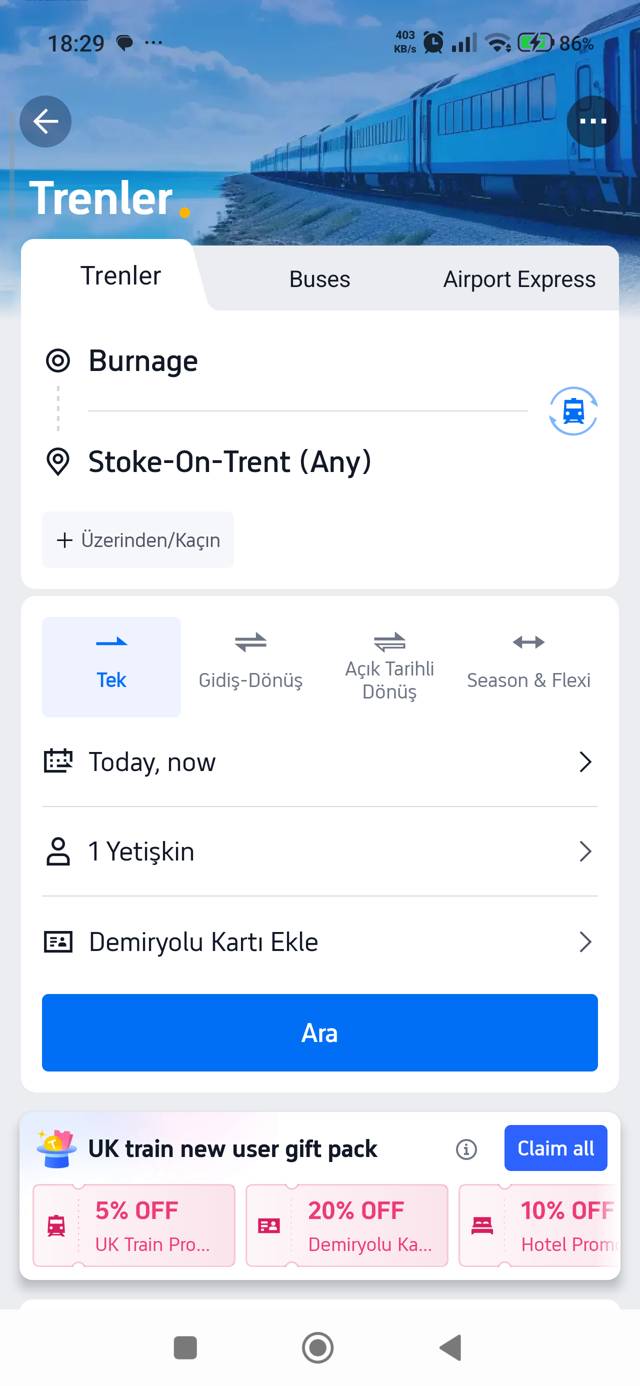 18:29
403
KB/s
86%
Trenler.
Trenler
Buses
Airport Express
Burnage
Stoke-On-Trent (Any)
+ Üzerinden/Kaçın
Tek
Gidiş-Dönüş
Açık Tarihli
Dönüş
Season & Flexi
Today, now
1 Yetişkin
Demiryolu Kartı Ekle
Ara
UK train new user gift pack
Claim all
5% OFF
UK Train Pro...
20% OFF
Demiryolu Ka...
10% OFF
Hotel Prom